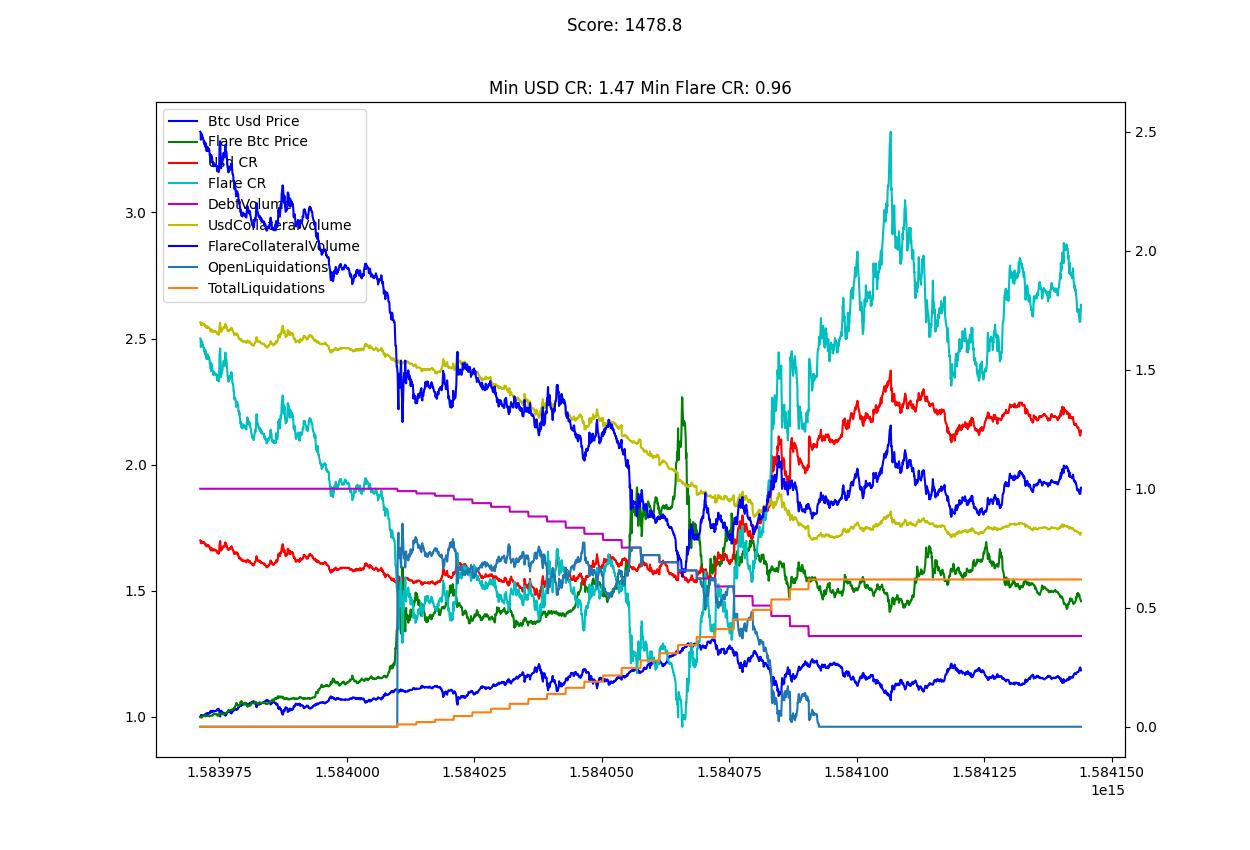 Score: 1478.8
Min USD CR: 1.47 Min Flare CR: 0.96
Btc Usd Price
Flare Btc Price
Usd CR
Flare CR
DebtVolume
UsdCollateralVolume
FlareCollateralVolume
OpenLiquidations
TotalLiquidations
3.0
2.5
2.0
1.5
1.0
2.5
2.0
1.5
1.0
0.5
0.0
1.583975 1.584000 1.584025 1.584050 1.584075 1.584100 1.584125 1.584150
1e15